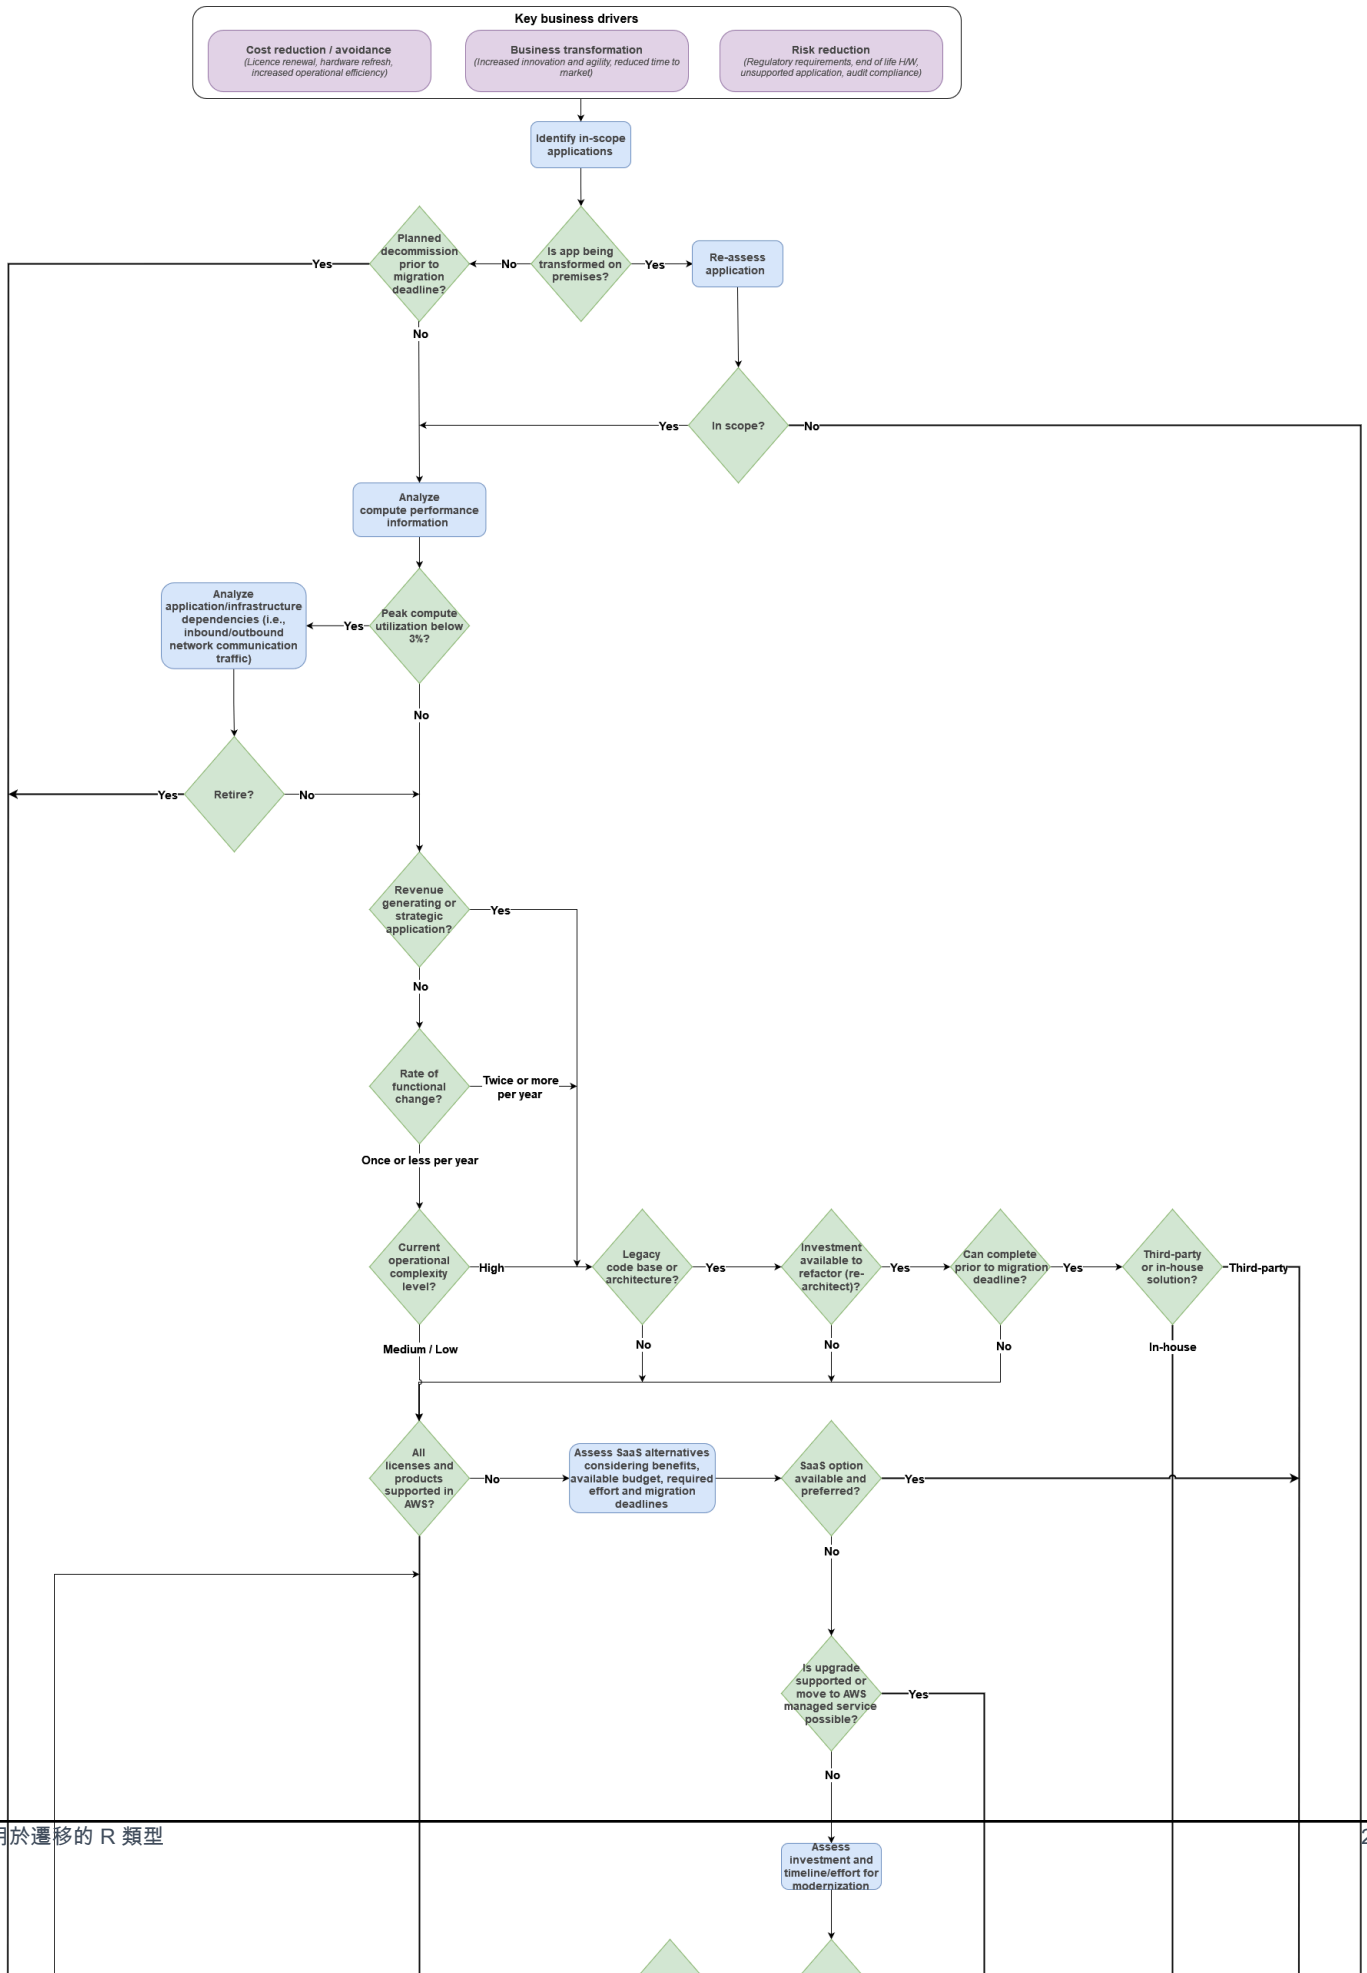 Key business drivers
Cost reduction / avoidance
(Licence renewal, hardware refresh,
increased operational efficiency)
Business transformation
(Increased innovation and agility, reduced time to
market)
Risk reduction
(Regulatory requirements, end of life H/W,
unsupported application, audit compliance)
Identify in-scope
applications
Planned
decommission
prior to
migration
deadline?
Is app being
transformed on
premises?
Re-assess
application
Yes
No
Yes
No
In scope?
Yes
No
Analyze
compute performance
information
Analyze
application/infrastructure
dependencies (i.e.,
inbound/outbound
network communication
traffic)
Yes
Peak compute
utilization below
3%?
No
Yes
Retire?
No
Revenue
generating or
strategic
application?
Yes
No
Rate of
functional
change?
Twice or more
per year
Once or less per year
Current
operational
complexity
level?
High
Legacy
code base or
architecture?
Yes
Investment
available to
refactor (re-
architect)?
Yes
Can complete
prior to migration
deadline?
Yes
Third-party
or in-house
solution?
Third-party
Medium / Low
No
No
No
In-house
All
licenses and
products
supported in
AWS?
No
Assess SaaS alternatives
considering benefits,
available budget, required
effort and migration
deadlines
SaaS option
available and
preferred?
Yes
No
Is upgrade
supported or
move to AWS
managed service
possible?
Yes
No
於遷移的 R 類型
Assess
investment and
timeline/effort for
modernization